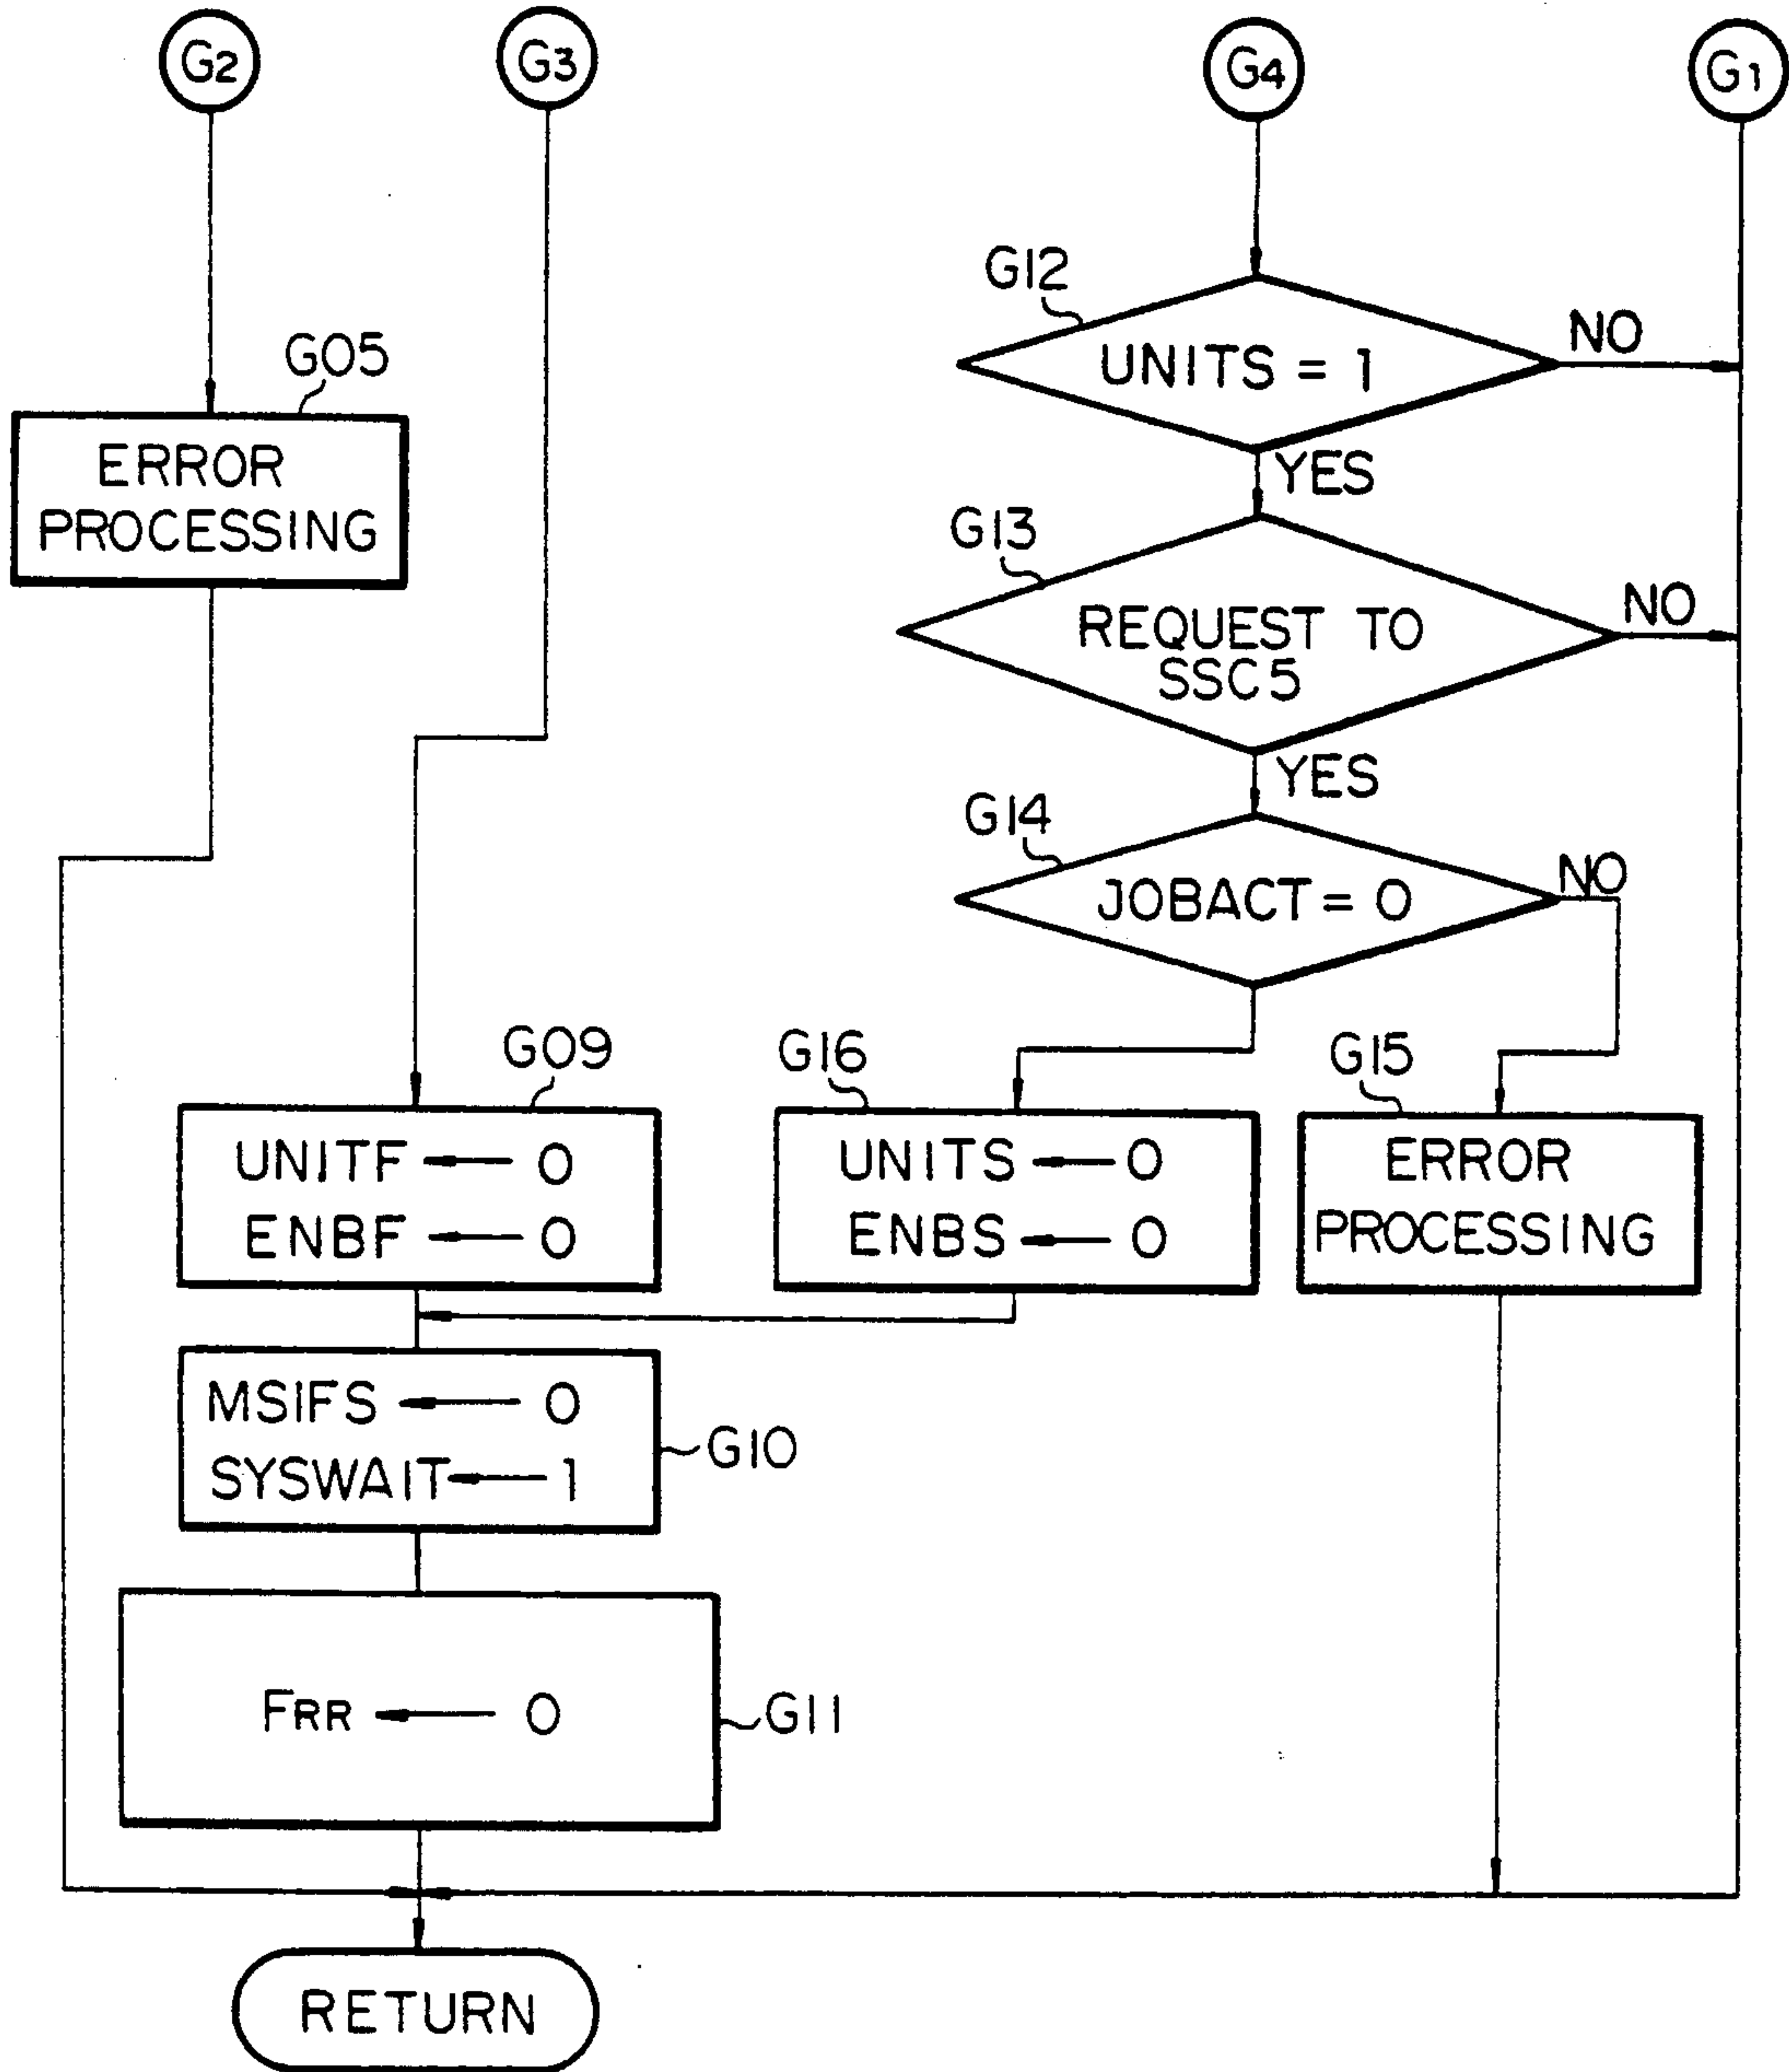 G2
G3
G4
G1
G12
UNITS = 1
NO
YES
G05
ERROR
PROCESSING
G13
REQUEST TO
SSC5
NO
YES
G14
JOBACT = 0
NO
G09
UNITF ← 0
ENBF ← 0
G16
UNITS ← 0
ENBS ← 0
G15
ERROR
PROCESSING
MSIFS ← 0
SYSWAIT ← 1
G10
FRR ← 0
G11
RETURN